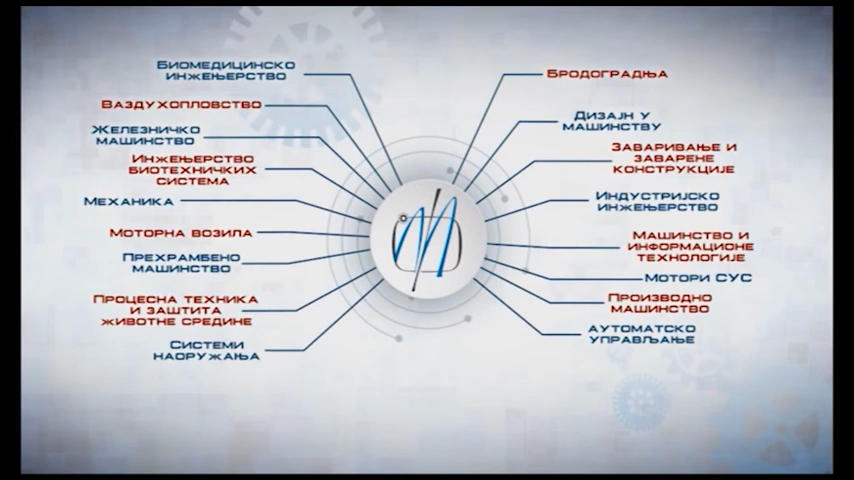 Биомедицинско
инжењерство
Ваздухопловство
Железничко
машинство
Инжењерство
биотехничких
система
Механика
Моторна возила
Прехрамбено
машинство
Процесна техника
и заштита
животне средине
Системи
наоружања
Бродоградња
Дизајн у
машинству
Заваривање и
заварене
конструкције
Индустријско
инжењерство
Машинство и
информационе
технологије
Мотори СУС
Производно
машинство
Аутоматско
управљање